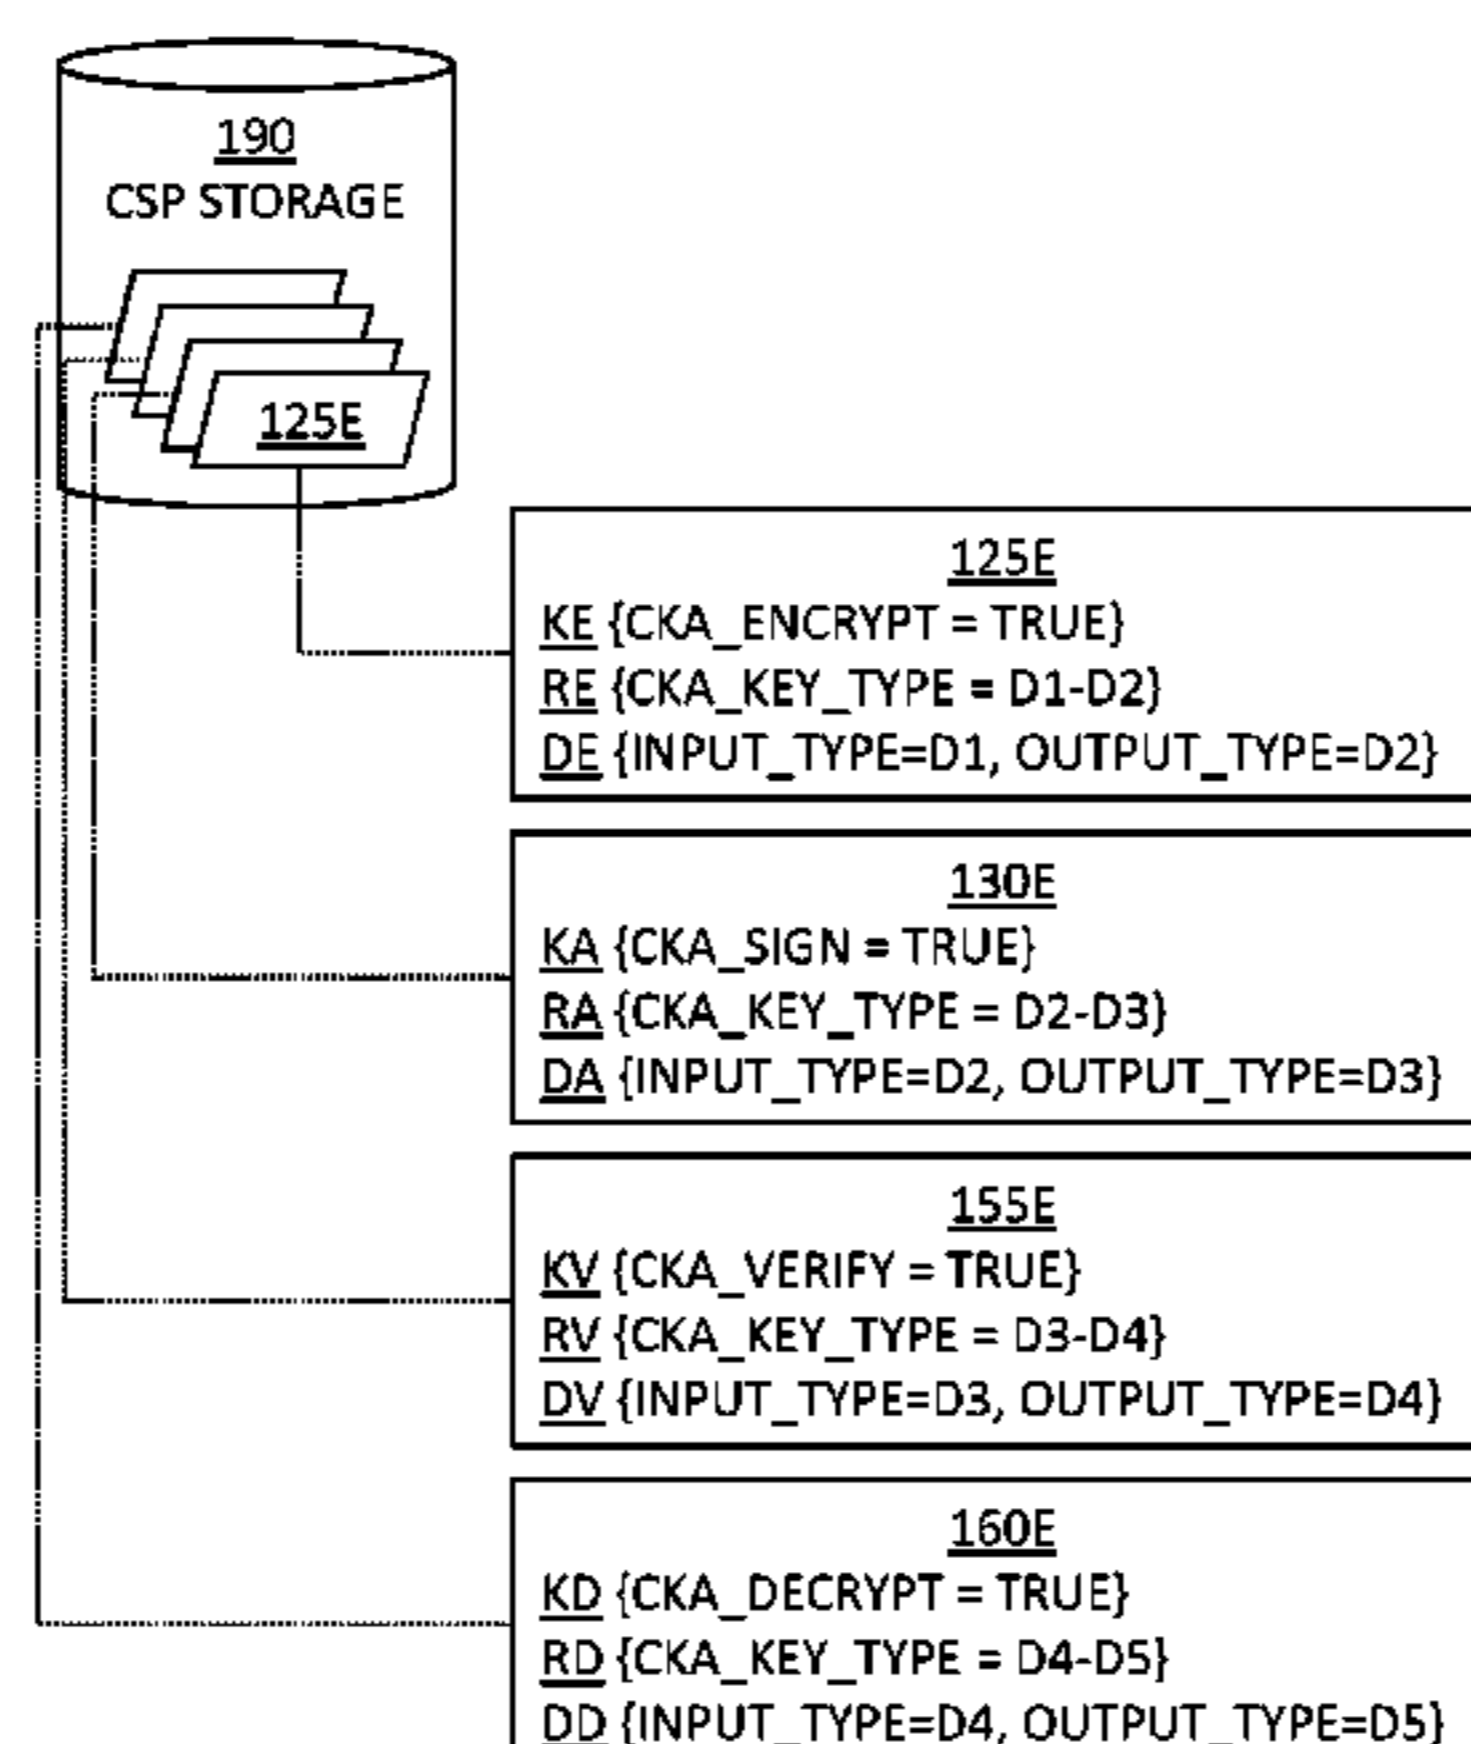 190
CSP STORAGE
125E
125E
KE {CKA_ENCRYPT = TRUE}
RE {CKA_KEY_TYPE = D1-D2}
DE {INPUT_TYPE=D1, OUTPUT_TYPE=D2}
130E
KA {CKA_SIGN = TRUE}
RA {CKA_KEY_TYPE = D2-D3}
DA {INPUT_TYPE=D2, OUTPUT_TYPE=D3}
155E
KV {CKA_VERIFY = TRUE}
RV {CKA_KEY_TYPE = D3-D4}
DV {INPUT_TYPE=D3, OUTPUT_TYPE=D4}
160E
KD {CKA_DECRYPT = TRUE}
RD {CKA_KEY_TYPE = D4-D5}
DD {INPUT_TYPE=D4, OUTPUT_TYPE=D5}